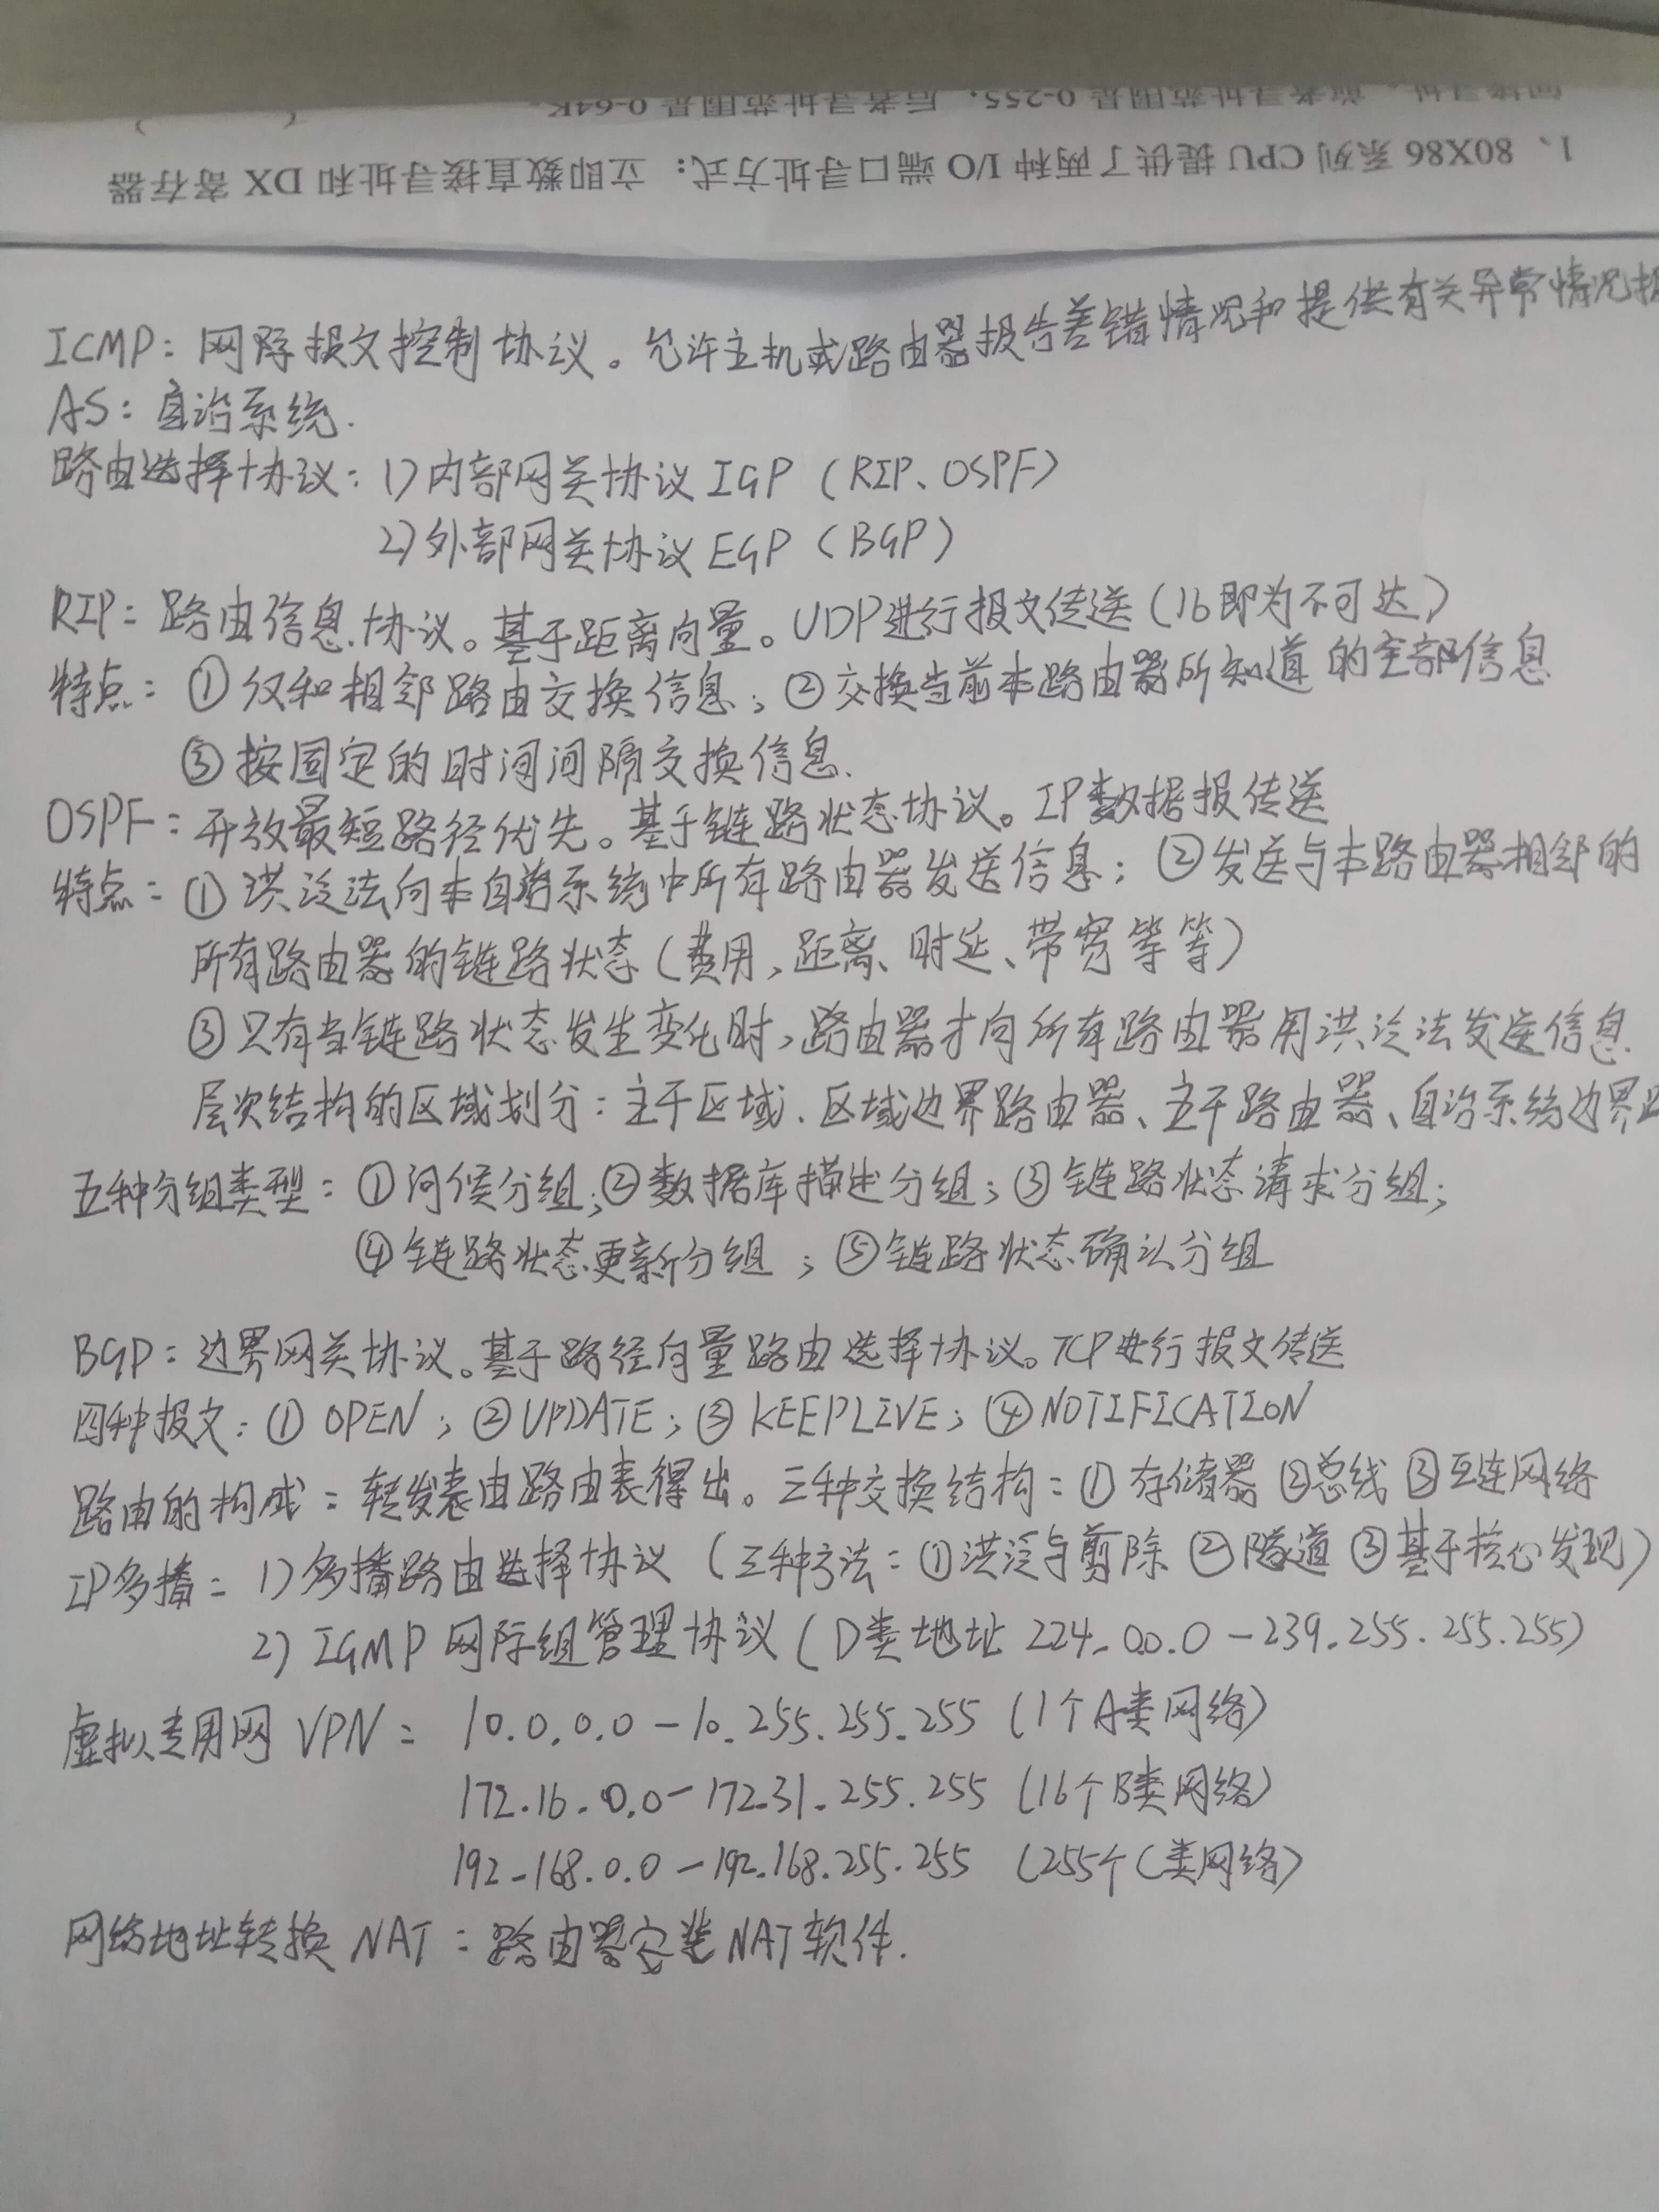 间接寻址。前者寻址范围是 0-255，后者寻址范围是 0-64K。 ( )
1、80X86 系列 CPU 提供了两种 I/O 端口寻址方式：立即数直接寻址和 DX 寄存器
ICMP：网际报文控制协议。允许主机或路由器报告差错情况和提供有关异常情况报
AS：自治系统.
路由选择协议：1)内部网关协议 IGP（RIP、OSPF）
2)外部网关协议 EGP（BGP）
RIP：路由信息协议。基于距离向量。UDP进行报文传送（16即为不可达）
特点：①仅和相邻路由交换信息；②交换当前本路由器所知道的全部信息
③按固定的时间间隔交换信息.
OSPF：开放最短路径优先。基于链路状态协议。IP数据报传送
特点：①洪泛法向本自治系统中所有路由器发送信息；②发送与本路由器相邻的
所有路由器的链路状态（费用，距离、时延、带宽等等）
③只有当链路状态发生变化时，路由器才向所有路由器用洪泛法发送信息.
层次结构的区域划分：主干区域、区域边界路由器、主干路由器、自治系统边界
五种分组类型：①问候分组；②数据库描述分组；③链路状态请求分组；
④链路状态更新分组；⑤链路状态确认分组
BGP：边界网关协议。基于路径向量路由选择协议。TCP进行报文传送
四种报文：① OPEN；②UPDATE；③KEEPLIVE；④NOTIFICATION
路由的构成：转发表由路由表得出。三种交换结构：①存储器 ②总线 ③互连网络
IP多播：1)多播路由选择协议（三种方法：①洪泛与剪除 ②隧道 ③基于核心发现）
2) IGMP 网际组管理协议（D类地址 224.0.0.0-239.255.255.255）
虚拟专用网 VPN：10.0.0.0-10.255.255.255（1个A类网络）
172.16.0.0-172.31.255.255（16个B类网络）
192.168.0.0-192.168.255.255（255个C类网络）
网络地址转换 NAT：路由器安装NAT软件.